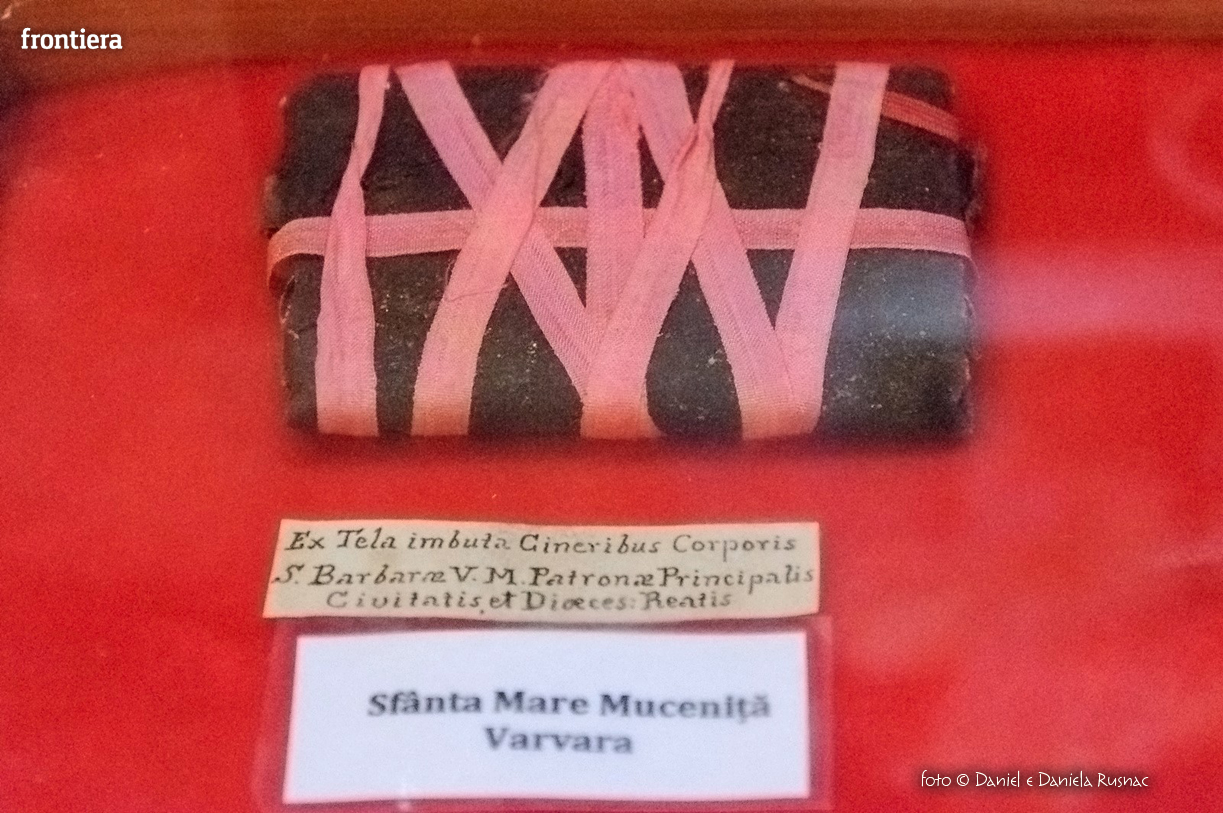 frontiera
Ex Tela imbuta Cineribus Corporis
S. Barbaræ V. M. Patronæ Principalis
Civitatis, et Diœces: Reatis
Sfânta Mare Muceniţă
Varvara
foto © Daniel e Daniela Rusnac